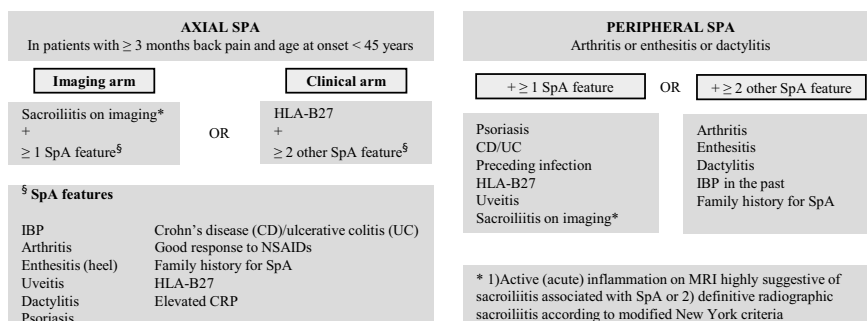 AXIAL SPA
In patients with ≥ 3 months back pain and age at onset < 45 years
Imaging arm
Clinical arm
Sacroiliitis on imaging*
+
≥ 1 SpA feature§
OR
HLA-B27
+
≥ 2 other SpA feature§
§ SpA features
IBP
Arthritis
Enthesitis (heel)
Uveitis
Dactylitis
Psoriasis
Crohn's disease (CD)/ulcerative colitis (UC)
Good response to NSAIDs
Family history for SpA
HLA-B27
Elevated CRP
PERIPHERAL SPA
Arthritis or enthesitis or dactylitis
+ ≥ 1 SpA feature
OR
+ ≥ 2 other SpA feature
Psoriasis
CD/UC
Preceding infection
HLA-B27
Uveitis
Sacroiliitis on imaging*
Arthritis
Enthesitis
Dactylitis
IBP in the past
Family history for SpA
* 1)Active (acute) inflammation on MRI highly suggestive of
sacroiliitis associated with SpA or 2) definitive radiographic
sacroiliitis according to modified New York criteria